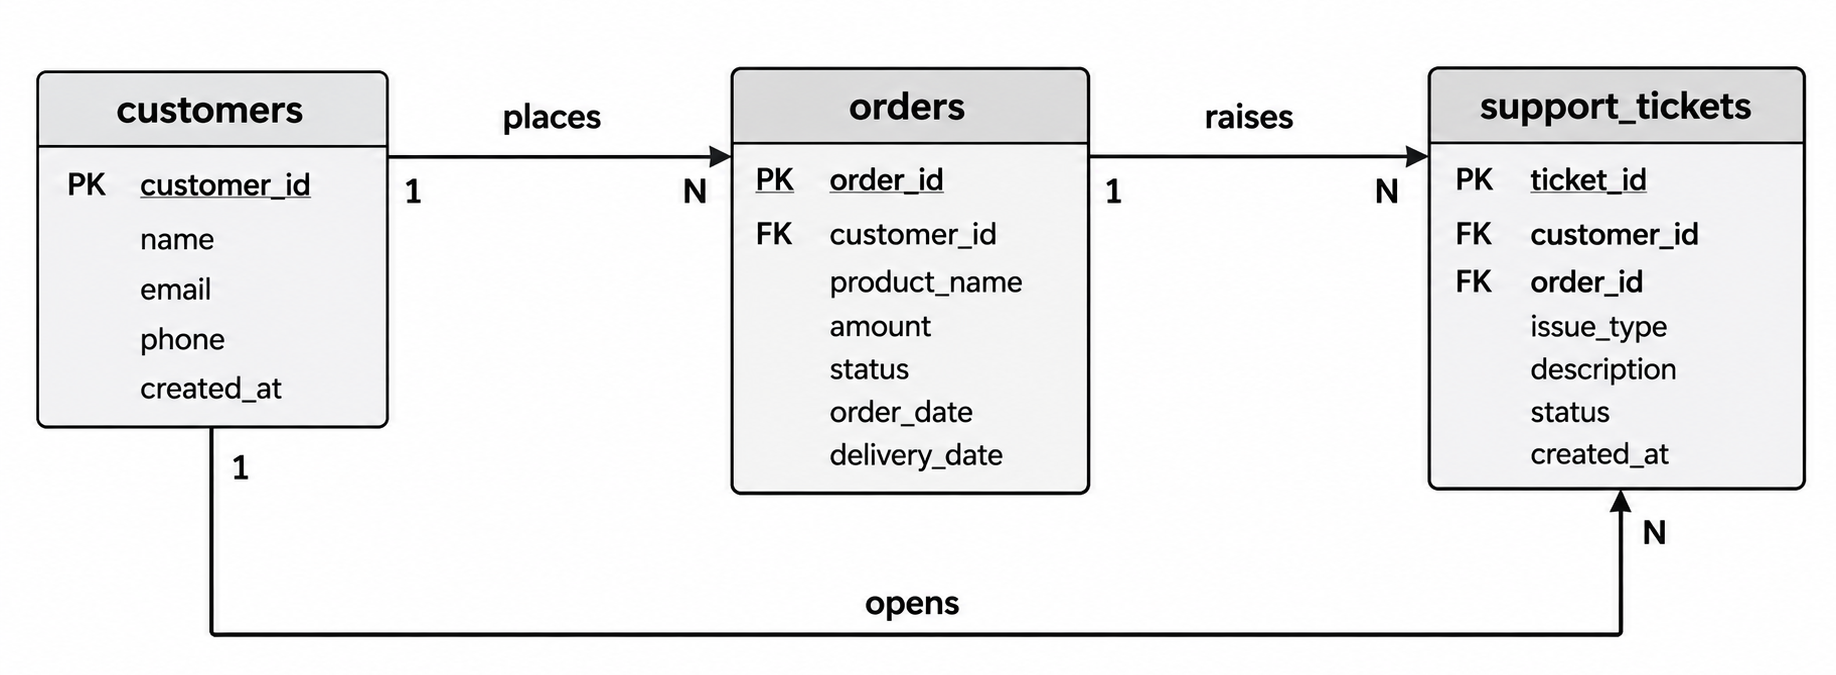 customers
PK customer_id
name
email
phone
created_at
places
1 N
orders
PK order_id
FK customer_id
product_name
amount
status
order_date
delivery_date
raises
1 N
support_tickets
PK ticket_id
FK customer_id
FK order_id
issue_type
description
status
created_at
1
opens
N